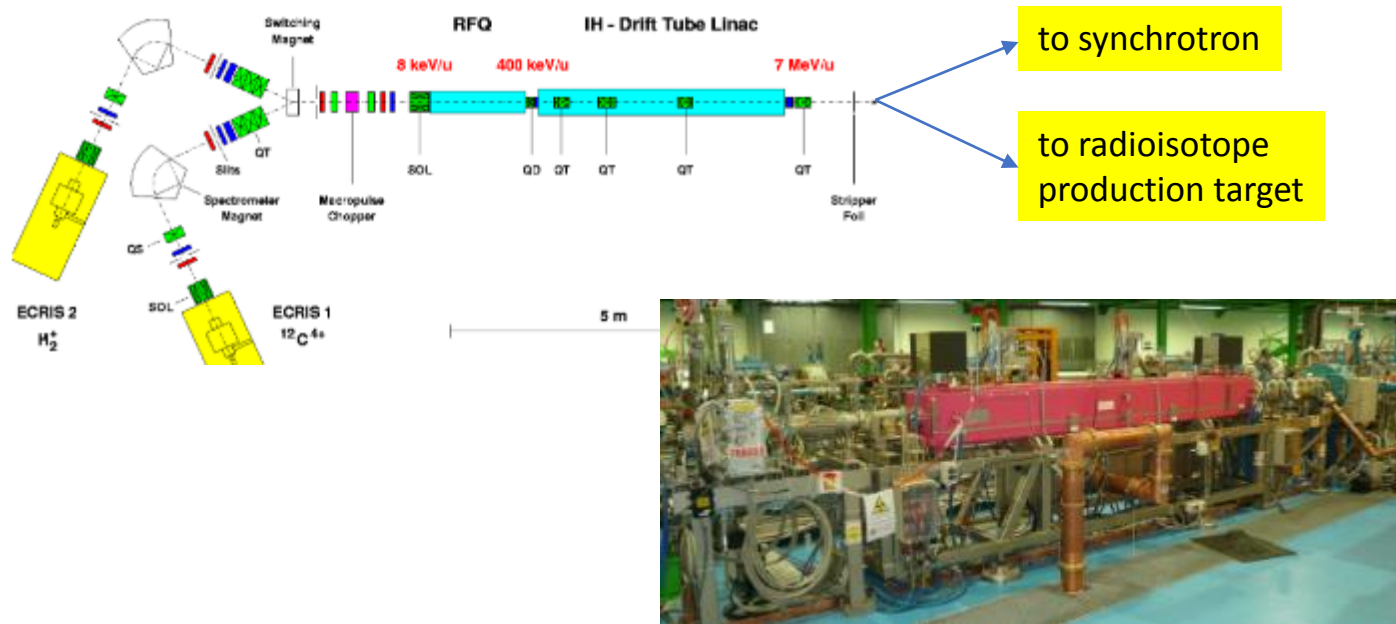 Switching
Magnet
RFQ
IH - Drift Tube Linac
8 keV/u
400 keV/u
7 MeV/u
to synchrotron
to radioisotope
production target
QT
Slits
SOL
QD
QT
QT
QT
QT
Spectrometer
Magnet
Macropulse
Chopper
Stripper
Foil
QS
SOL
ECRIS 2
H₂⁺
ECRIS 1
¹²C⁴⁺
5 m